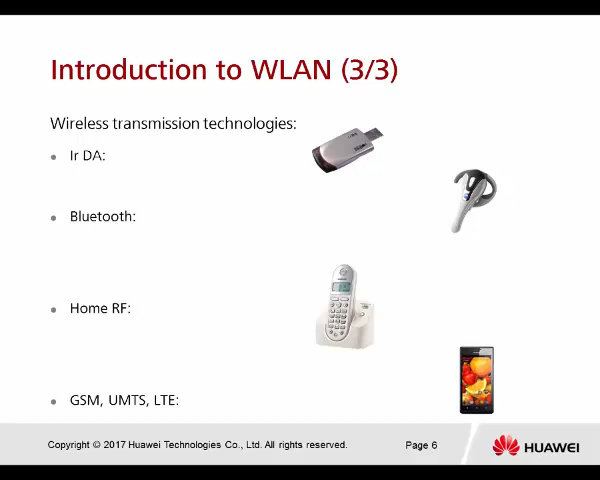 Introduction to WLAN (3/3)
Wireless transmission technologies:
Ir DA:
Bluetooth:
Home RF:
GSM, UMTS, LTE:
Copyright © 2017 Huawei Technologies Co., Ltd. All rights reserved.
Page 6
HUAWEI